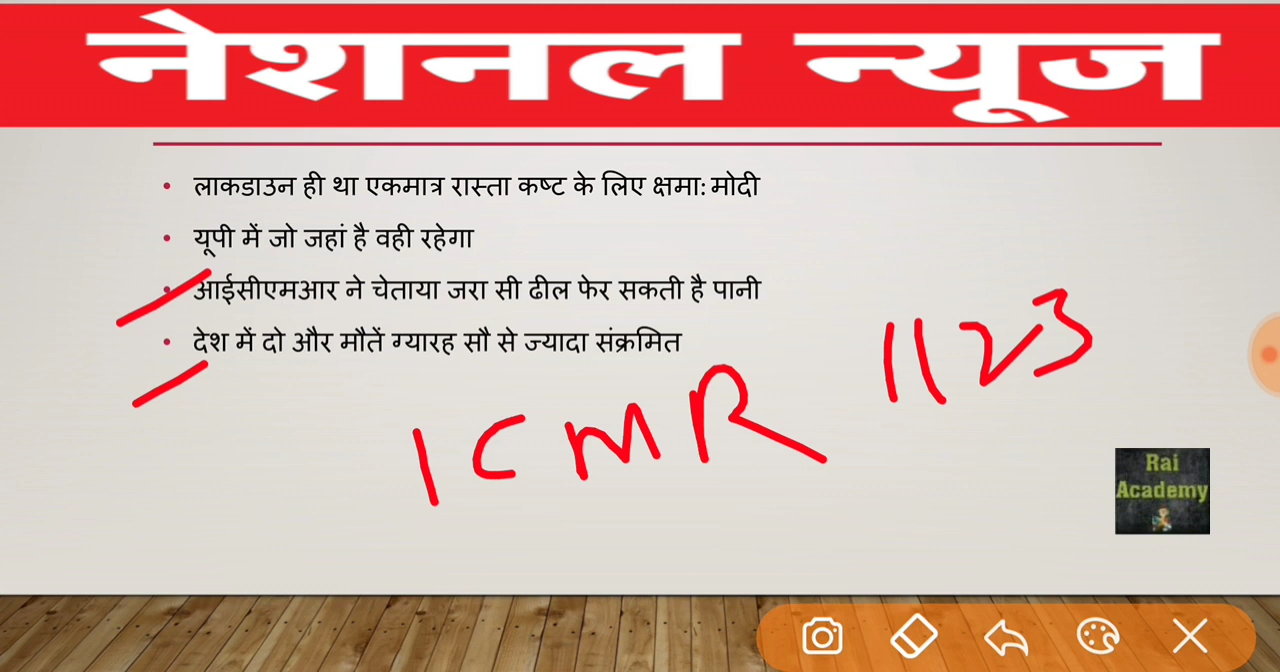 नेशनल न्यूज
लाकडाउन ही था एकमात्र रास्ता कष्ट के लिए क्षमा: मोदी
यूपी में जो जहां है वही रहेगा
आईसीएमआर ने चेताया जरा सी ढील फेर सकती है पानी
देश में दो और मौतें ग्यारह सौ से ज्यादा संक्रमित
1123
ICMR
Rai
Academy